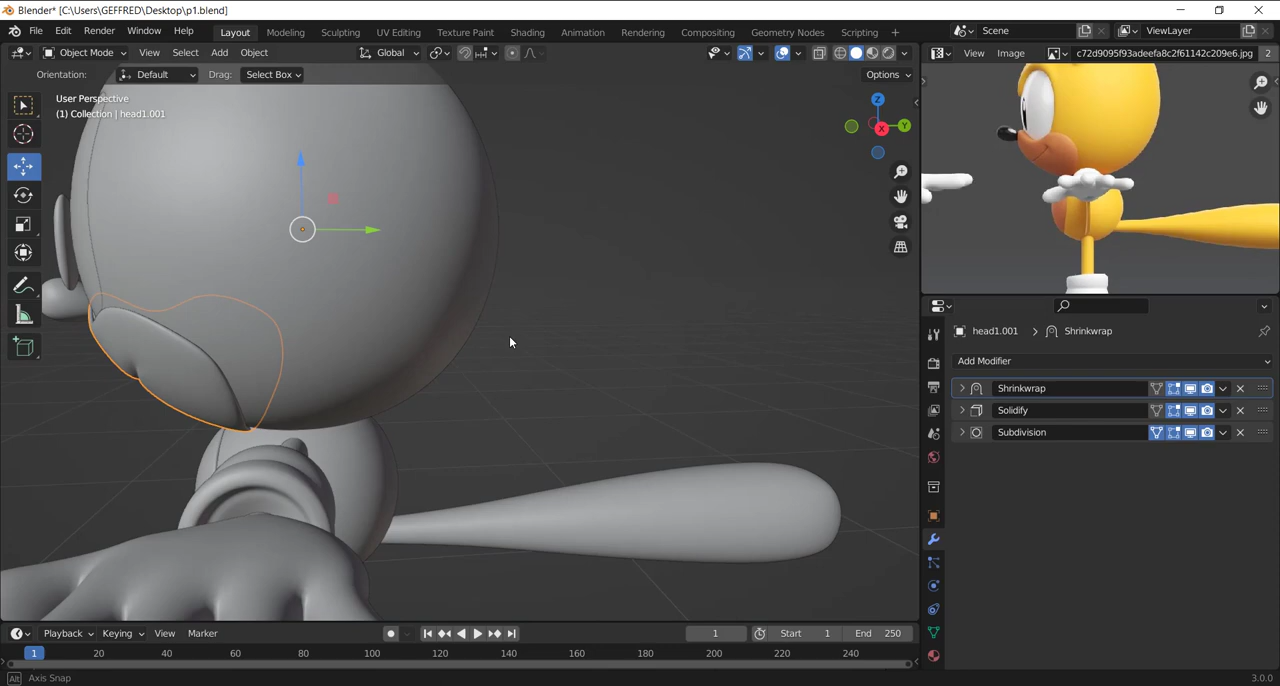 Blender* [C:\Users\GEFFRED\Desktop\p1.blend]
File Edit Render Window Help Layout Modeling Sculpting UV Editing Texture Paint Shading Animation Rendering Compositing Geometry Nodes Scripting + Scene ViewLayer
Object Mode View Select Add Object Global View Image c72d9095f93adeefa8c2f61142c209e6.jpg 2
Orientation: Default Drag: Select Box Options
User Perspective
(1) Collection | head1.001
Z
Y
X
head1.001 > Shrinkwrap
Add Modifier
Shrinkwrap
Solidify
Subdivision
Playback Keying View Marker 1 Start 1 End 250
1 20 40 60 80 100 120 140 160 180 200 220 240
Alt Axis Snap 3.0.0